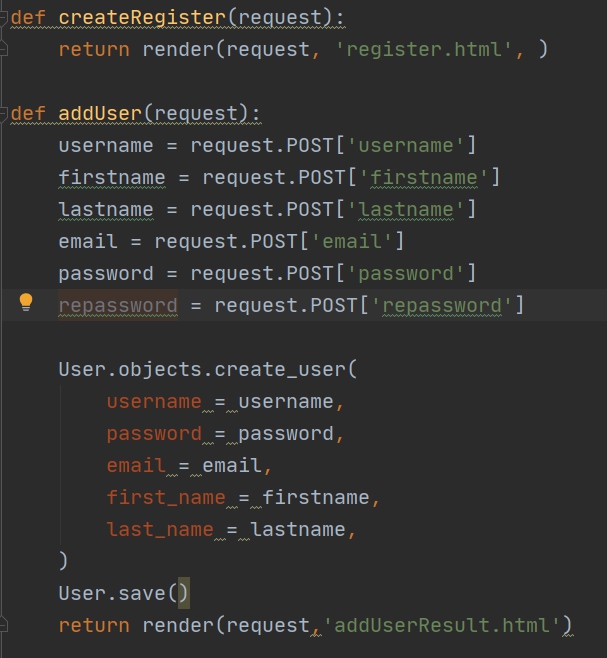 def createRegister(request):
    return render(request, 'register.html', )
def addUser(request):
    username = request.POST['username']
    firstname = request.POST['firstname']
    lastname = request.POST['lastname']
    email = request.POST['email']
    password = request.POST['password']
    repassword = request.POST['repassword']
    User.objects.create_user(
        username = username,
        password = password,
        email = email,
        first_name = firstname,
        last_name = lastname,
    )
    User.save()
    return render(request,'addUserResult.html')